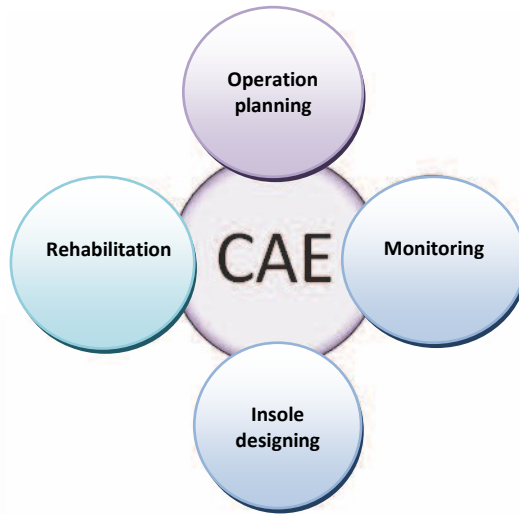 Operation
planning
Rehabilitation
CAE
Monitoring
Insole
designing